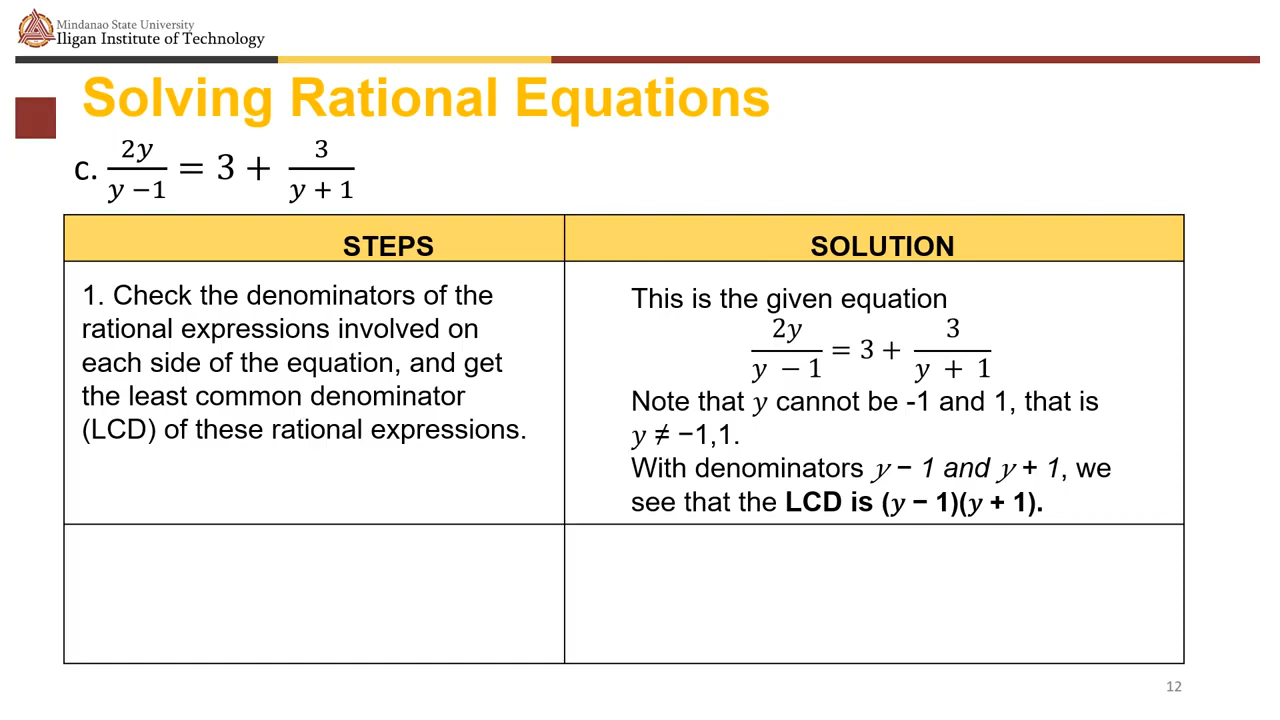 Mindanao State University
Iligan Institute of Technology
Solving Rational Equations
c. 2y/(y −1) = 3 + 3/(y + 1)
STEPS
SOLUTION
1. Check the denominators of the
rational expressions involved on
each side of the equation, and get
the least common denominator
(LCD) of these rational expressions.
This is the given equation
2y/(y − 1) = 3 + 3/(y + 1)
Note that y cannot be -1 and 1, that is
y ≠ −1,1.
With denominators y − 1 and y + 1, we
see that the LCD is (y − 1)(y + 1).
12